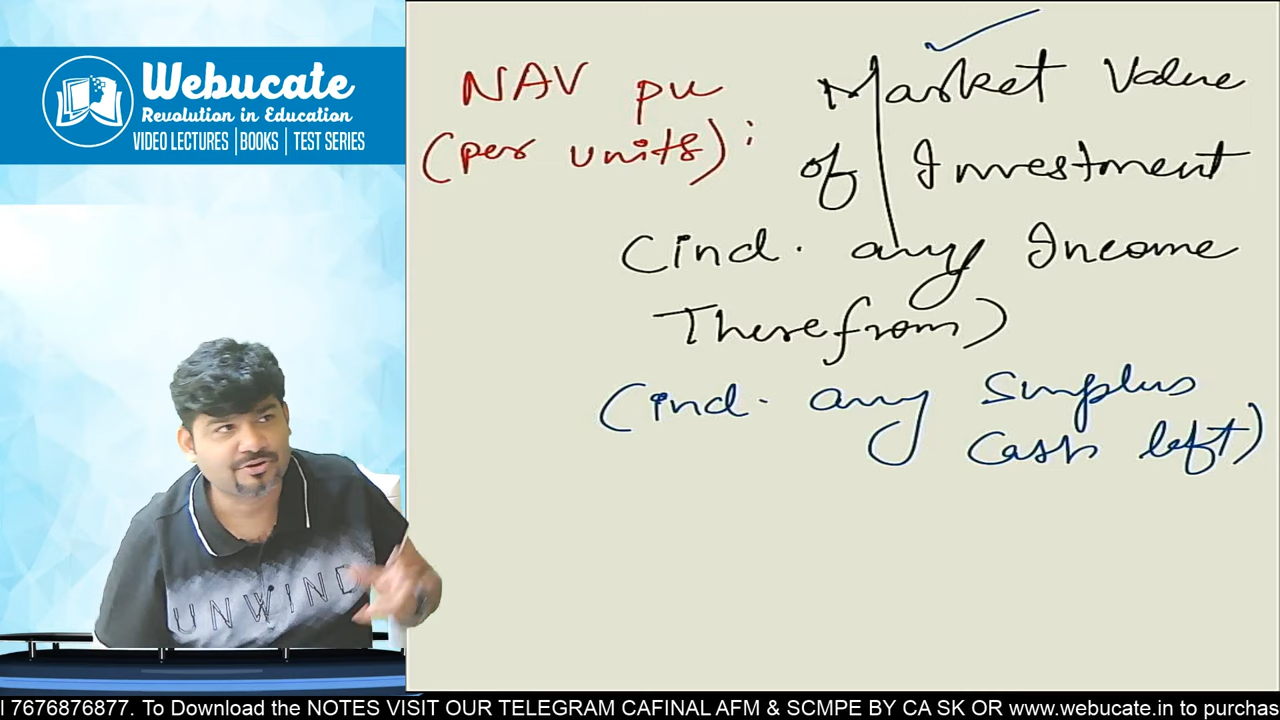 Webucate
Revolution in Education
VIDEO LECTURES | BOOKS | TEST SERIES
NAV pu
(per units) :
Market Value
of Investment
(incl. any Income
Therefrom)
(incl. any Surplus
Cash left)
UNWIND
l 7676876877. To Download the NOTES VISIT OUR TELEGRAM CAFINAL AFM & SCMPE BY CA SK OR www.webucate.in to purchas